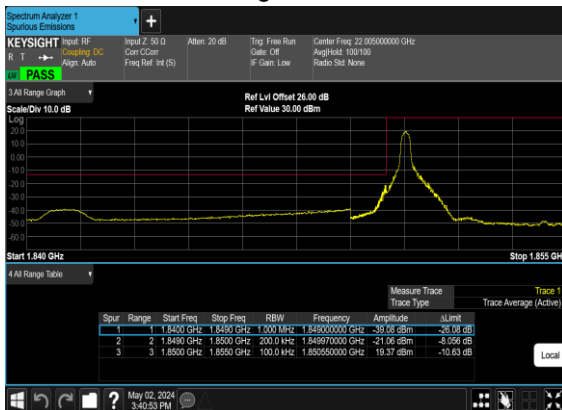 Spectrum Analyzer 1
Spurious Emissions
KEYSIGHT Input: RF Input Z: 50 Ω Atten: 20 dB Trig: Free Run Center Freq: 22.005000000 GHz
R T Coupling: DC Corr CCorr Gate: Off Avg|Hold: 100/100
Align: Auto Freq Ref: Int (S) IF Gain: Low Radio Std: None
PASS
3 All Range Graph
Ref Lvl Offset 26.00 dB
Scale/Div 10.0 dB Ref Value 30.00 dBm
Log
20.0
10.0
0.00
-10.0
-20.0
-30.0
-40.0
-50.0
-60.0
Start 1.840 GHz Stop 1.855 GH
4 All Range Table
Measure Trace Trace 1
Trace Type Trace Average (Active)
Spur Range Start Freq Stop Freq RBW Frequency Amplitude ΔLimit
1 1 1.8400 GHz 1.8490 GHz 1.000 MHz 1.849000000 GHz -39.08 dBm -26.08 dB
2 2 1.8490 GHz 1.8500 GHz 200.0 kHz 1.849970000 GHz -21.06 dBm -8.056 dB
3 3 1.8500 GHz 1.8550 GHz 100.0 kHz 1.850550000 GHz 19.37 dBm -10.63 dB
Local
? May 02, 2024
3:40:53 PM